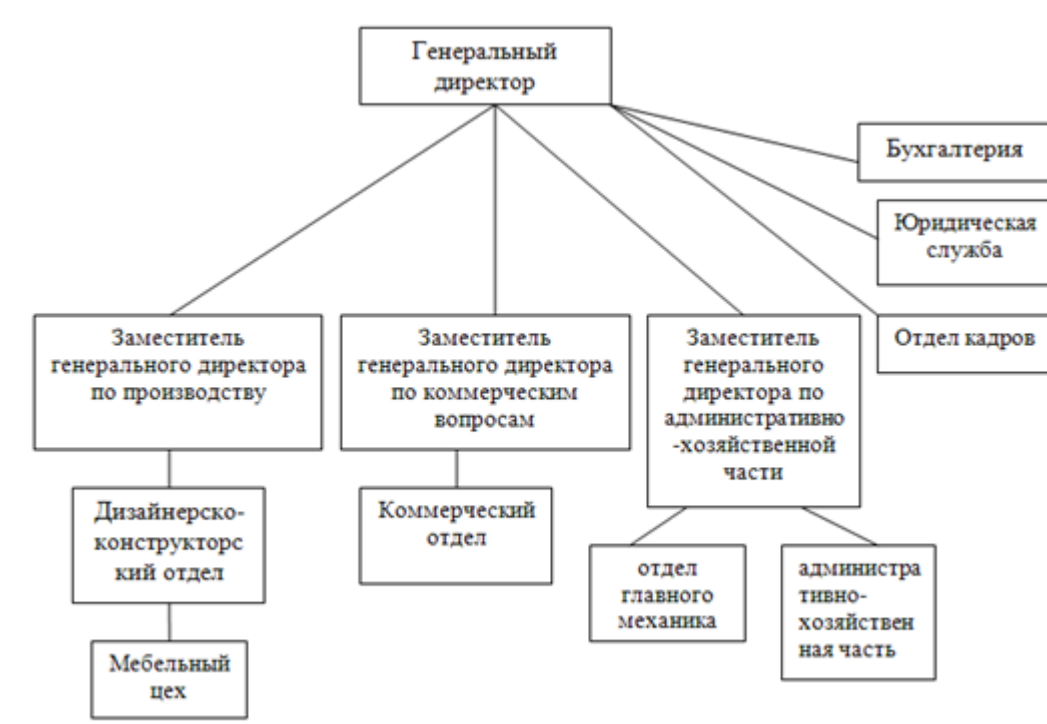 Генеральный
директор
Бухгалтерия
Юридическая
служба
Отдел кадров
Заместитель
генерального директора
по производству
Заместитель
генерального директора
по коммерческим
вопросам
Заместитель
генерального
директора по
административно
-хозяйственной
части
Дизайнерско-
конструкторс
кий отдел
Коммерческий
отдел
отдел
главного
механика
администра
тивно-
хозяйствен
ная часть
Мебельный
цех